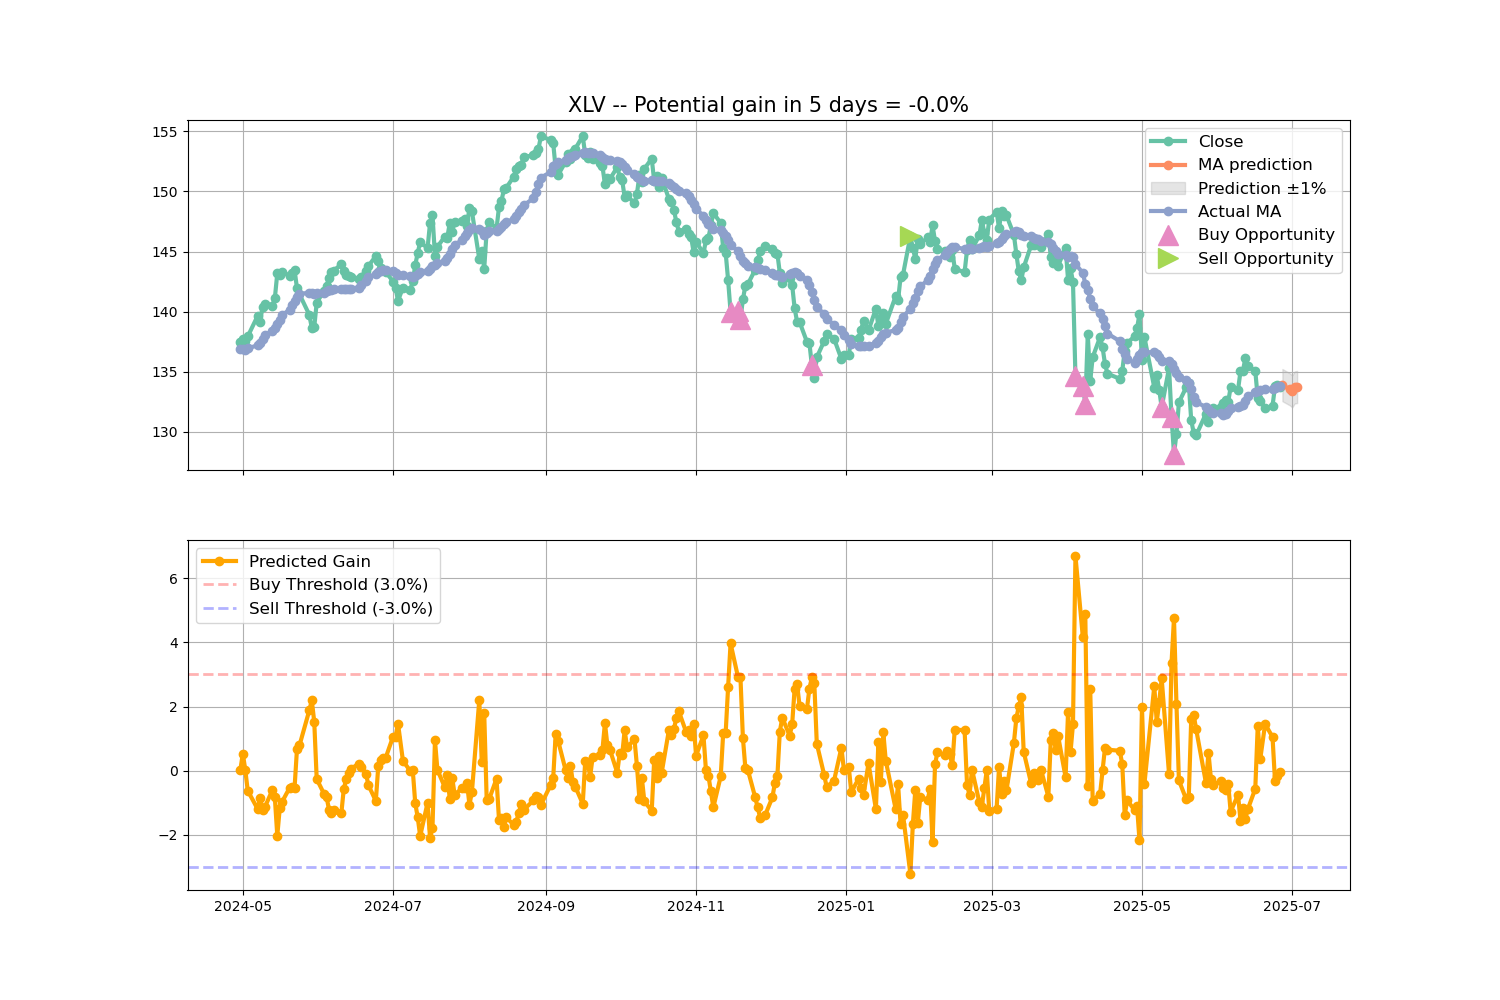 XLV -- Potential gain in 5 days = -0.0%
155
150
145
140
135
130
Close
MA prediction
Prediction ±1%
Actual MA
Buy Opportunity
Sell Opportunity
6
4
2
0
−2
Predicted Gain
Buy Threshold (3.0%)
Sell Threshold (-3.0%)
2024-05 2024-07 2024-09 2024-11 2025-01 2025-03 2025-05 2025-07